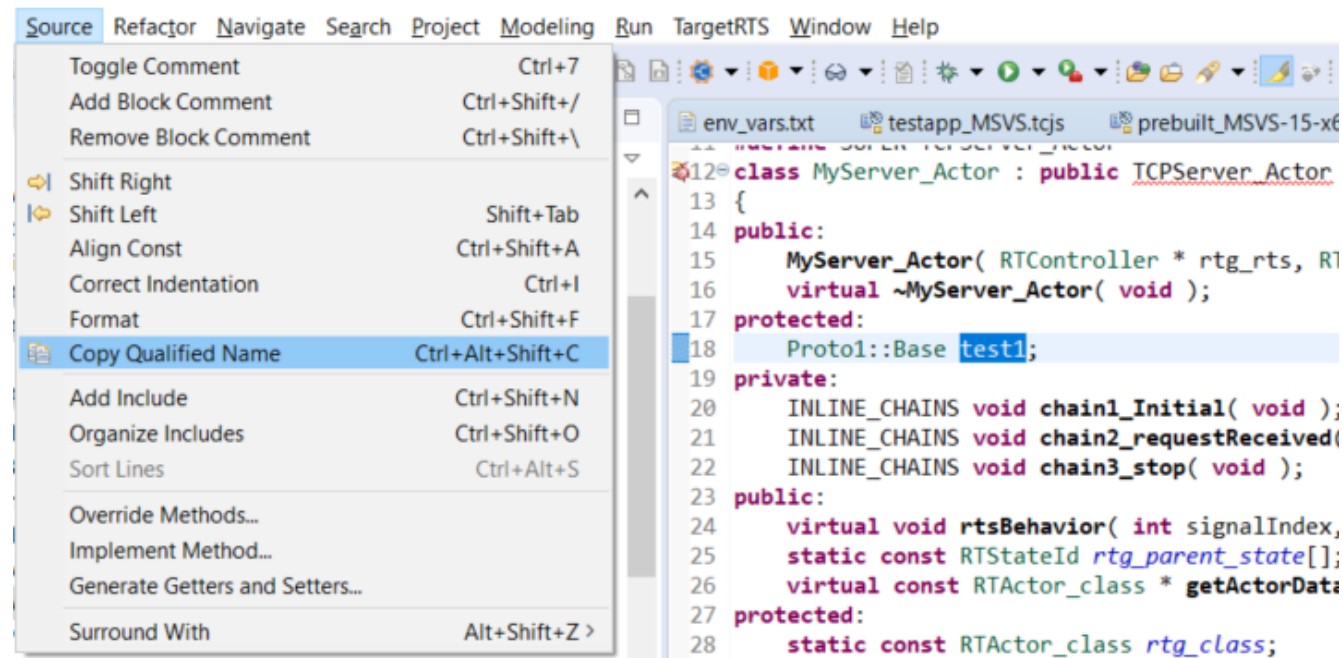 Source Refactor Navigate Search Project Modeling Run TargetRTS Window Help
Toggle Comment Ctrl+7
Add Block Comment Ctrl+Shift+/
Remove Block Comment Ctrl+Shift+\
Shift Right
Shift Left Shift+Tab
Align Const Ctrl+Shift+A
Correct Indentation Ctrl+I
Format Ctrl+Shift+F
Copy Qualified Name Ctrl+Alt+Shift+C
Add Include Ctrl+Shift+N
Organize Includes Ctrl+Shift+O
Sort Lines Ctrl+Alt+S
Override Methods...
Implement Method...
Generate Getters and Setters...
Surround With Alt+Shift+Z >
env_vars.txt testapp_MSVS.tcjs prebuilt_MSVS-15-x6
11 #define SUPER TCPServer_Actor
12 class MyServer_Actor : public TCPServer_Actor
13 {
14 public:
15 MyServer_Actor( RTController * rtg_rts, RT
16 virtual ~MyServer_Actor( void );
17 protected:
18 Proto1::Base test1;
19 private:
20 INLINE_CHAINS void chain1_Initial( void );
21 INLINE_CHAINS void chain2_requestReceived(
22 INLINE_CHAINS void chain3_stop( void );
23 public:
24 virtual void rtsBehavior( int signalIndex,
25 static const RTStateId rtg_parent_state[];
26 virtual const RTActor_class * getActorData
27 protected:
28 static const RTActor_class rtg_class;